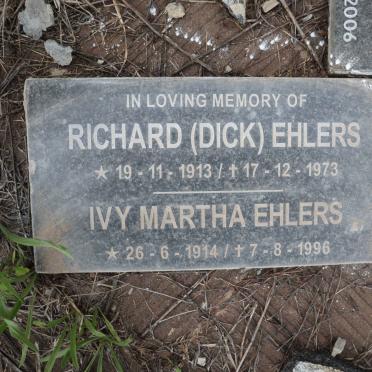 IN LOVING MEMORY OF
RICHARD (DICK) EHLERS
★ 19 - 11 - 1913 / † 17 - 12 - 1973
IVY MARTHA EHLERS
★ 26 - 6 - 1914 / † 7 - 8 - 1996
2006